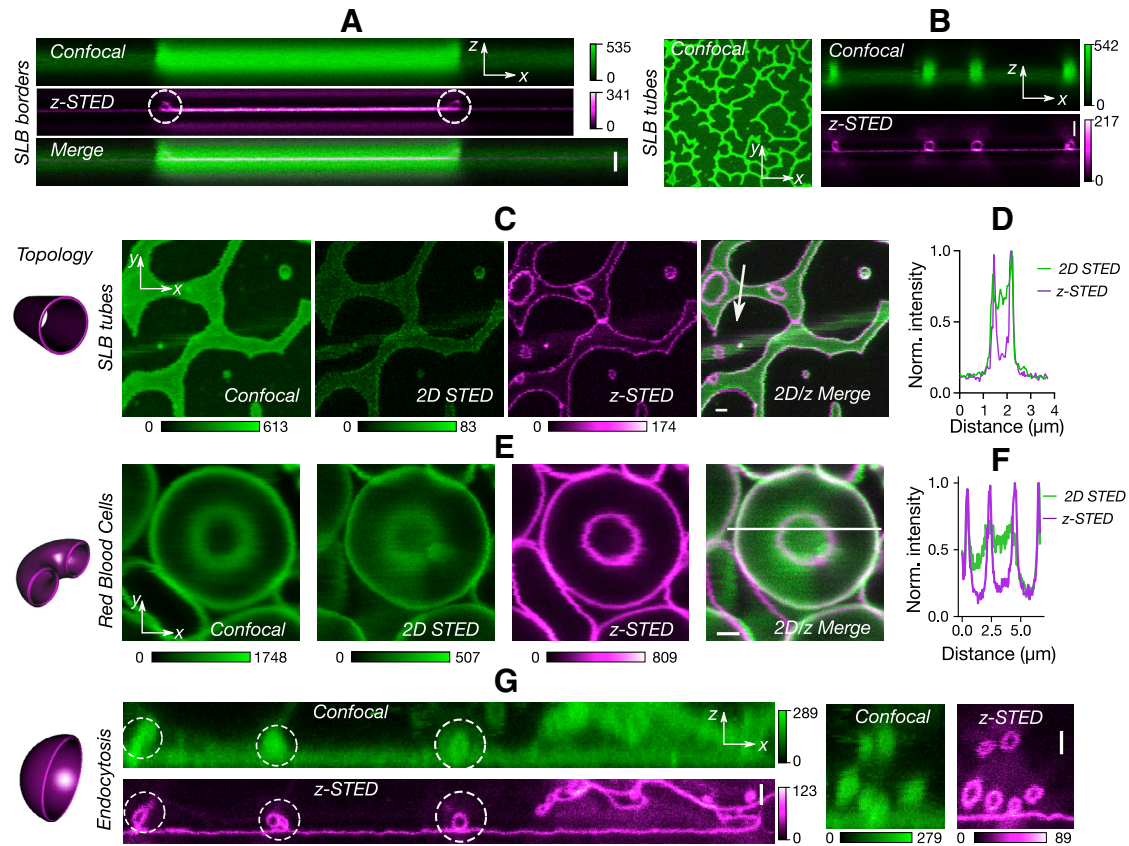 A
SLB borders
Confocal
z
x
535
0
z-STED
341
0
Merge
B
SLB tubes
Confocal
y
x
Confocal
z
x
542
0
z-STED
217
0
C
Topology
SLB tubes
y
x
Confocal
0 613
2D STED
0 83
z-STED
0 174
2D/z Merge
D
Norm. intensity
1.0
0.5
0.0
0 1 2 3 4
Distance (µm)
2D STED
z-STED
E
Red Blood Cells
y
x
Confocal
0 1748
2D STED
0 507
z-STED
0 809
2D/z Merge
F
Norm. intensity
1.0
0.5
0.0
0.0 2.5 5.0
Distance (µm)
2D STED
z-STED
G
Endocytosis
Confocal
z
x
289
0
z-STED
123
0
Confocal
0 279
z-STED
0 89